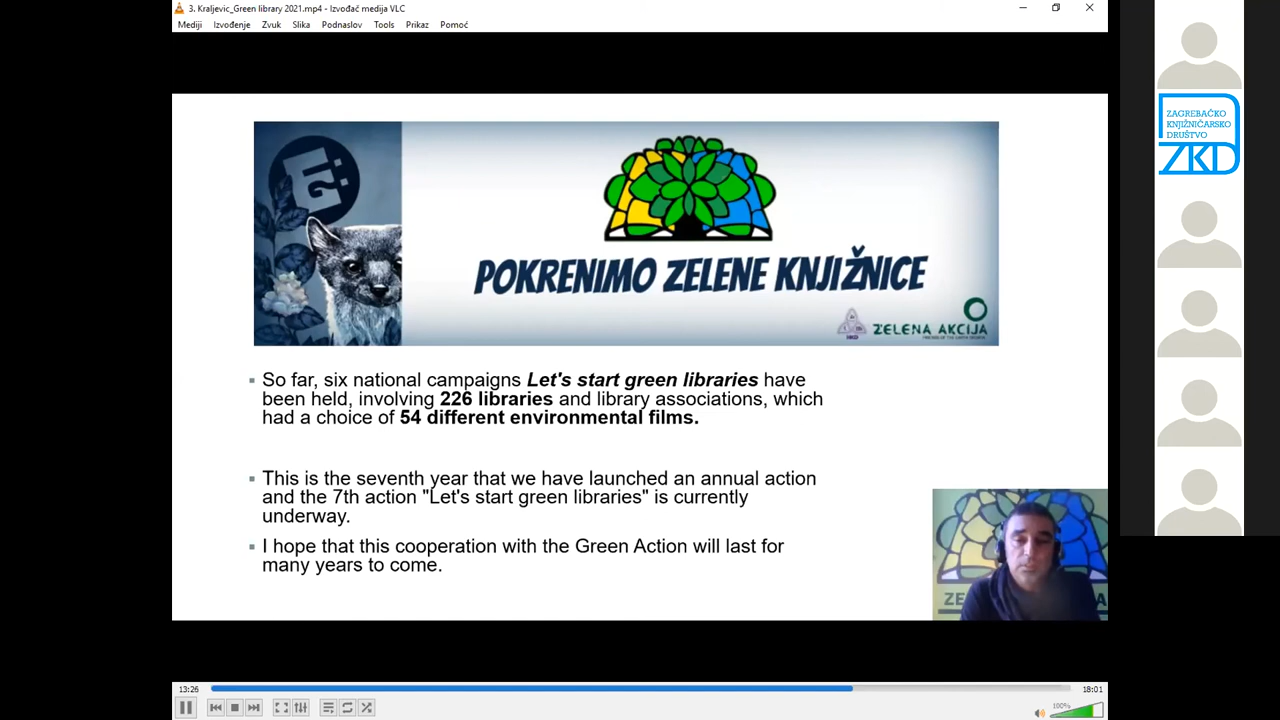 3. Kraljevic_Green library 2021.mp4 - Izvođač medija VLC
Mediji Izvođenje Zvuk Slika Podnaslov Tools Prikaz Pomoć
ZAGREBAČKO
KNJIŽNIČARSKO
DRUŠTVO
ZKD
POKRENIMO ZELENE KNJIŽNICE
HKD
ZELENA AKCIJA
So far, six national campaigns Let's start green libraries have
been held, involving 226 libraries and library associations, which
had a choice of 54 different environmental films.
This is the seventh year that we have launched an annual action
and the 7th action "Let's start green libraries" is currently
underway.
I hope that this cooperation with the Green Action will last for
many years to come.
13:26
18:01
100%